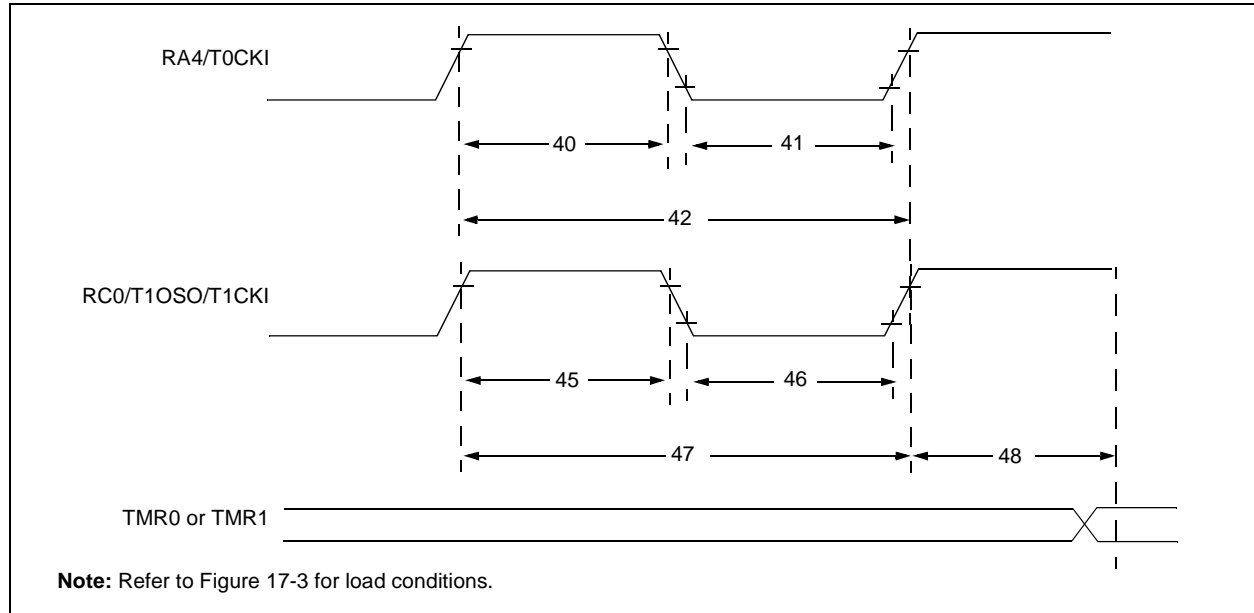 RA4/T0CKI
40
41
42
RC0/T1OSO/T1CKI
45
46
47
48
TMR0 or TMR1
Note: Refer to Figure 17-3 for load conditions.